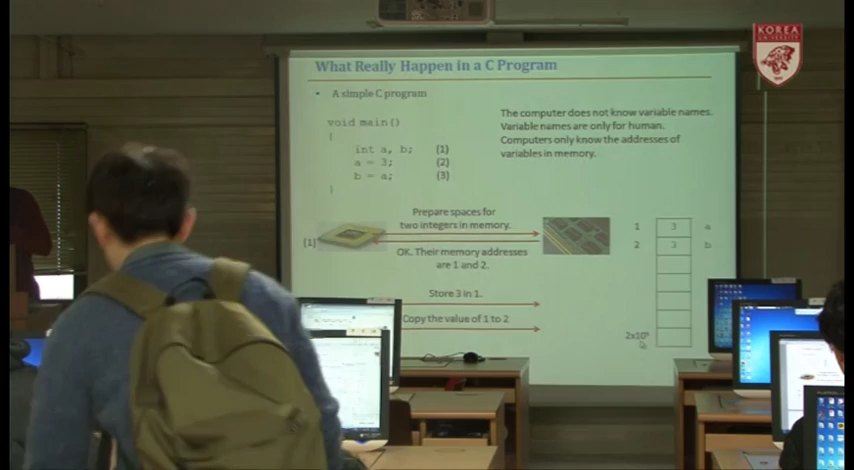 KOREA
UNIVERSITY
What Really Happen in a C Program
• A simple C program
void main()
{
int a, b; (1)
a = 3; (2)
b = a; (3)
}
The computer does not know variable names.
Variable names are only for human.
Computers only know the addresses of
variables in memory.
Prepare spaces for
two integers in memory.
(1)
OK. Their memory addresses
are 1 and 2.
Store 3 in 1.
Copy the value of 1 to 2
1 3 a
2 3 b